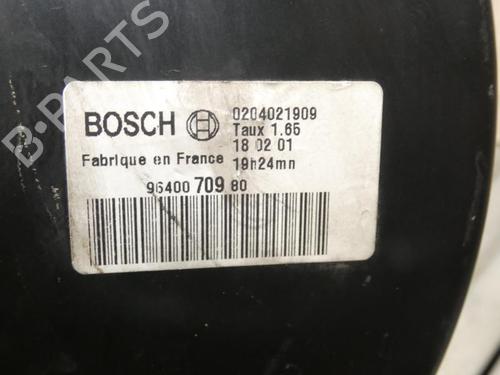 BOSCH 0204021909
Taux 1.65
18 02 01
Fabrique en France 19h24mn
96400 709 80
B-PARTS